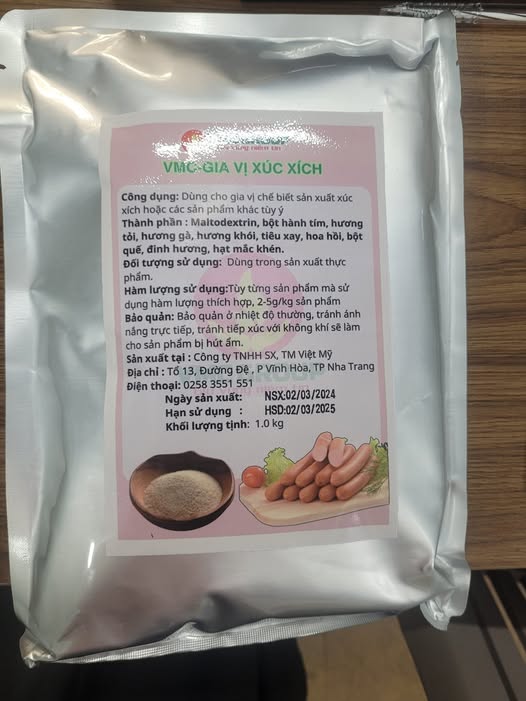 VMC-GIA VỊ XÚC XÍCH
Công dụng: Dùng cho gia vị chế biết sản xuất xúc
xích hoặc các sản phẩm khác tùy ý
Thành phần : Maltodextrin, bột hành tím, hương
tỏi, hương gà, hương khói, tiêu xay, hoa hồi, bột
quế, đinh hương, hạt mắc khén.
Đối tượng sử dụng: Dùng trong sản xuất thực
phẩm.
Hàm lượng sử dụng:Tùy từng sản phẩm mà sử
dụng hàm lượng thích hợp, 2-5g/kg sản phẩm
Bảo quản: Bảo quản ở nhiệt độ thường, tránh ánh
nắng trực tiếp, tránh tiếp xúc với không khí sẽ làm
cho sản phẩm bị hút ẩm.
Sản xuất tại : Công ty TNHH SX, TM Việt Mỹ
Địa chỉ : Tổ 13, Đường Đệ , P Vĩnh Hòa, TP Nha Trang
Điện thoại: 0258 3551 551
Ngày sản xuất: NSX:02/03/2024
Hạn sử dụng : HSD:02/03/2025
Khối lượng tịnh: 1.0 kg